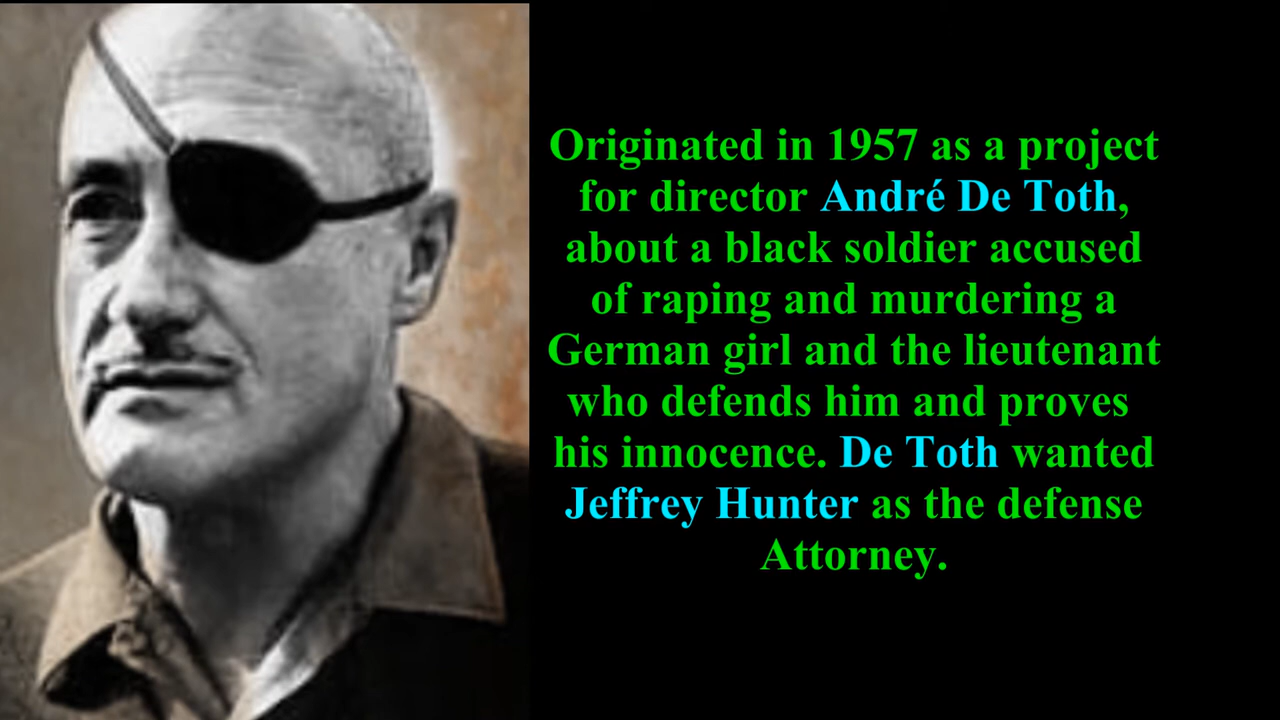 Originated in 1957 as a project
for director André De Toth,
about a black soldier accused
of raping and murdering a
German girl and the lieutenant
who defends him and proves
his innocence. De Toth wanted
Jeffrey Hunter as the defense
Attorney.